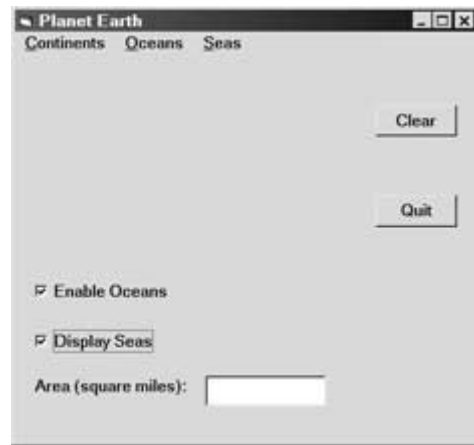 Planet Earth
Continents Oceans Seas
Clear
Quit
Enable Oceans
Display Seas
Area (square miles):